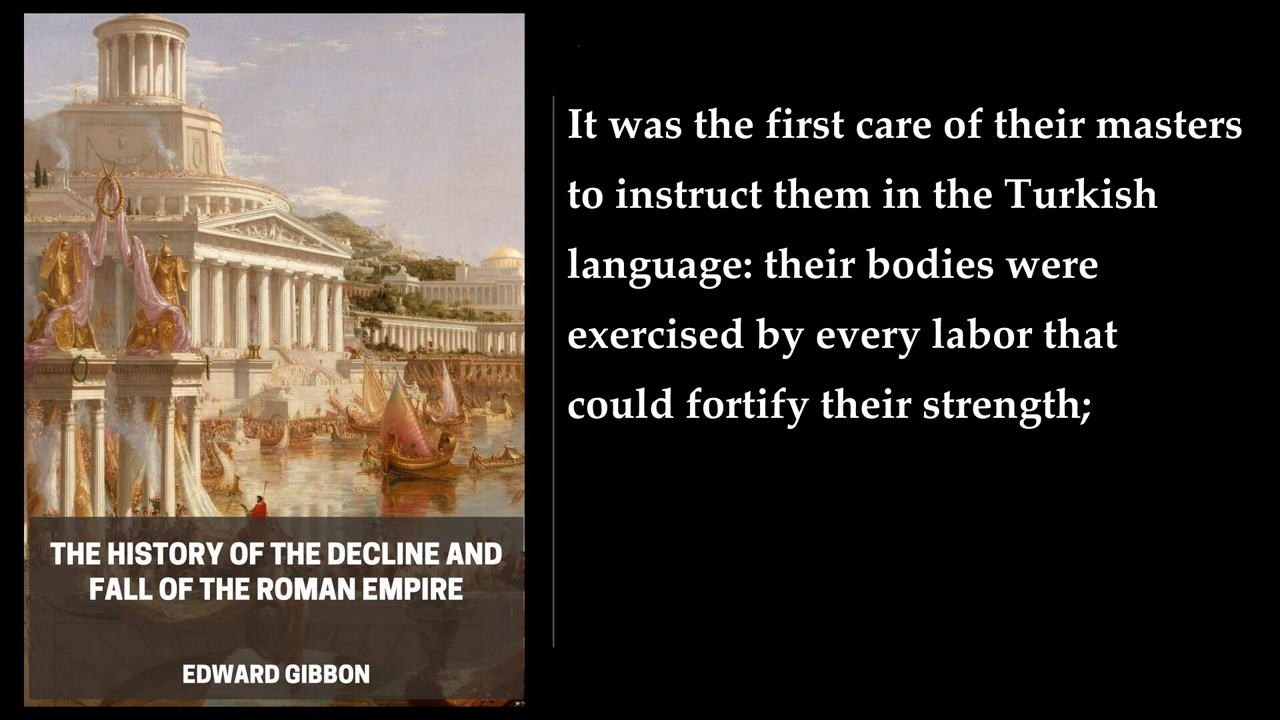 It was the first care of their masters
to instruct them in the Turkish
language: their bodies were
exercised by every labor that
could fortify their strength;
THE HISTORY OF THE DECLINE AND
FALL OF THE ROMAN EMPIRE
EDWARD GIBBON